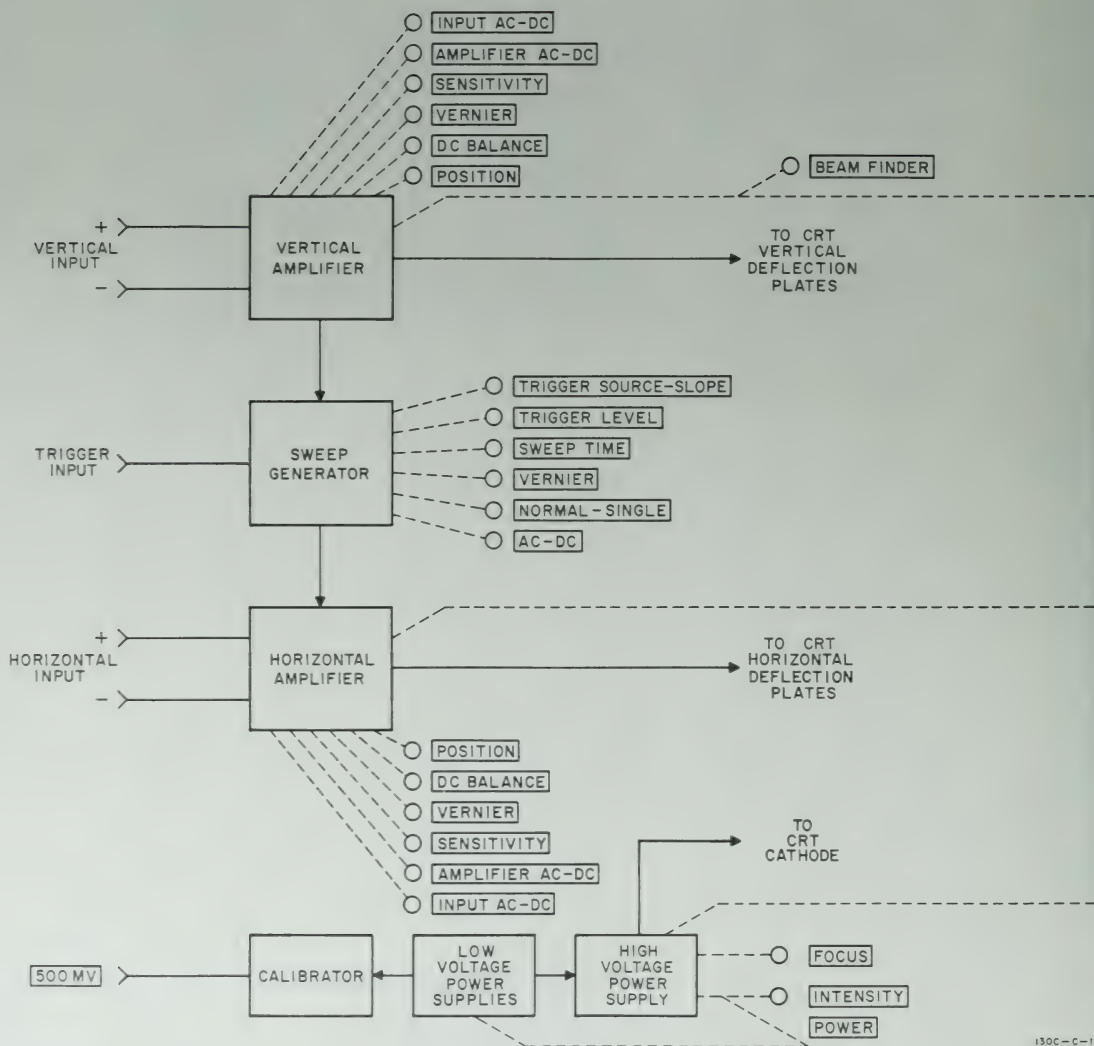 INPUT AC-DC
AMPLIFIER AC-DC
SENSITIVITY
VERNIER
DC BALANCE
POSITION
BEAM FINDER
+
VERTICAL
INPUT
-
VERTICAL
AMPLIFIER
TO CRT
VERTICAL
DEFLECTION
PLATES
TRIGGER SOURCE-SLOPE
TRIGGER LEVEL
SWEEP TIME
VERNIER
NORMAL-SINGLE
AC-DC
TRIGGER
INPUT
SWEEP
GENERATOR
+
HORIZONTAL
INPUT
-
HORIZONTAL
AMPLIFIER
TO CRT
HORIZONTAL
DEFLECTION
PLATES
POSITION
DC BALANCE
VERNIER
SENSITIVITY
AMPLIFIER AC-DC
INPUT AC-DC
TO
CRT
CATHODE
500 MV
CALIBRATOR
LOW
VOLTAGE
POWER
SUPPLIES
HIGH
VOLTAGE
POWER
SUPPLY
FOCUS
INTENSITY
POWER